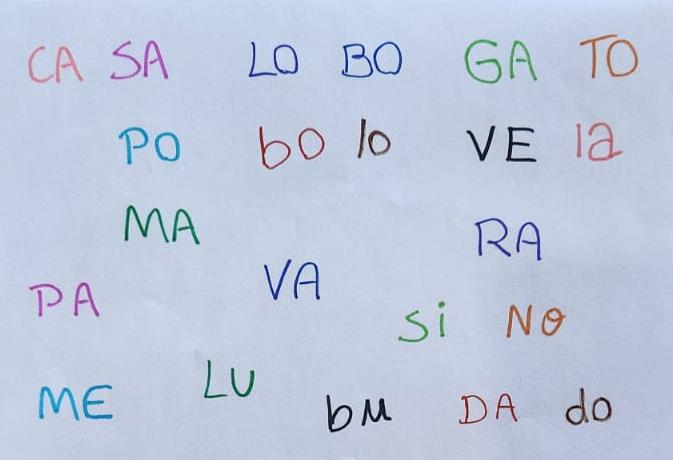 CA SA LO BO GA TO
PO bo lo VE la
MA RA
VA
PA Si NO
LU
ME bu DA do